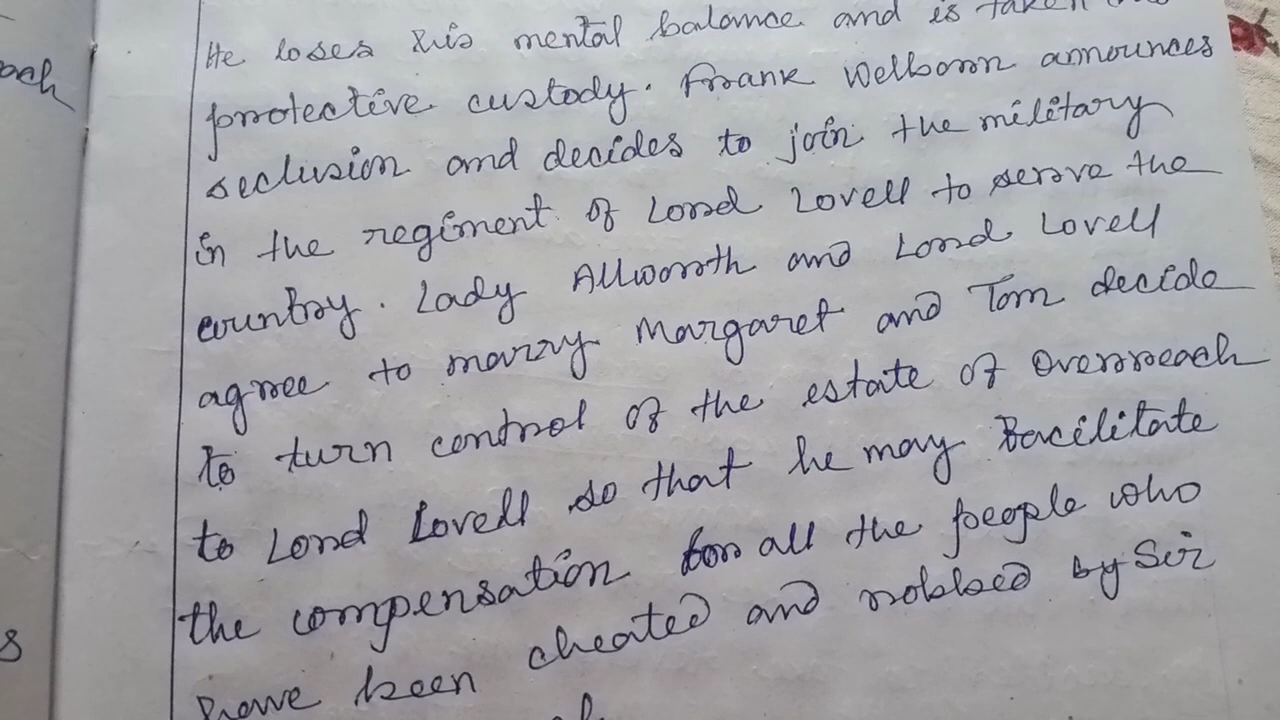 oach
He loses his mental balance and is taken
protective custody. Frank Welborn announces
seclusion and decides to join the military
in the regiment of Lord Lovell to serve the
country. Lady Allworth and Lord Lovell
agree to marry Margaret and Tom decide
to turn control of the estate of Overreach
to Lord Lovell so that he may facilitate
the compensation for all the people who
have been cheated and robbed by Sir
s